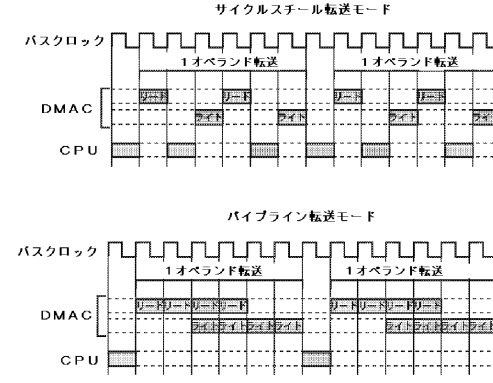 サイクルスチール転送モード
バスクロック
1オペランド転送 1オペランド転送
リード リード リード リード
DMAC
ライト ライト ライト ライト
CPU
パイプライン転送モード
バスクロック
1オペランド転送 1オペランド転送
リード リード リード リード リード リード リード リード
DMAC
ライト ライト ライト ライト ライト ライト ライト ライト
CPU